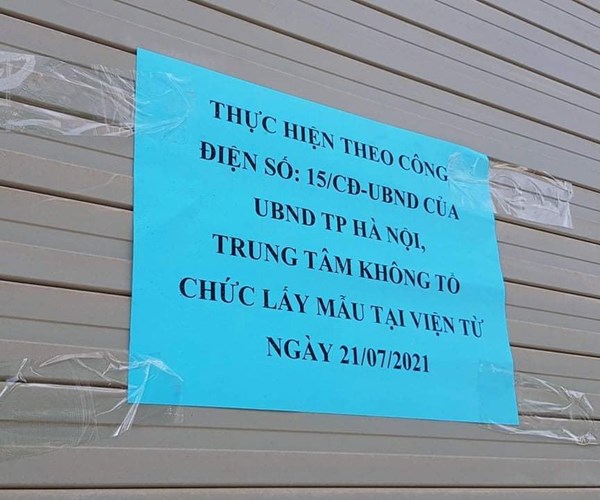 THỰC HIỆN THEO CÔNG
ĐIỆN SỐ: 15/CĐ-UBND CỦA
UBND TP HÀ NỘI,
TRUNG TÂM KHÔNG TỔ
CHỨC LẤY MẪU TẠI VIỆN TỪ
NGÀY 21/07/2021